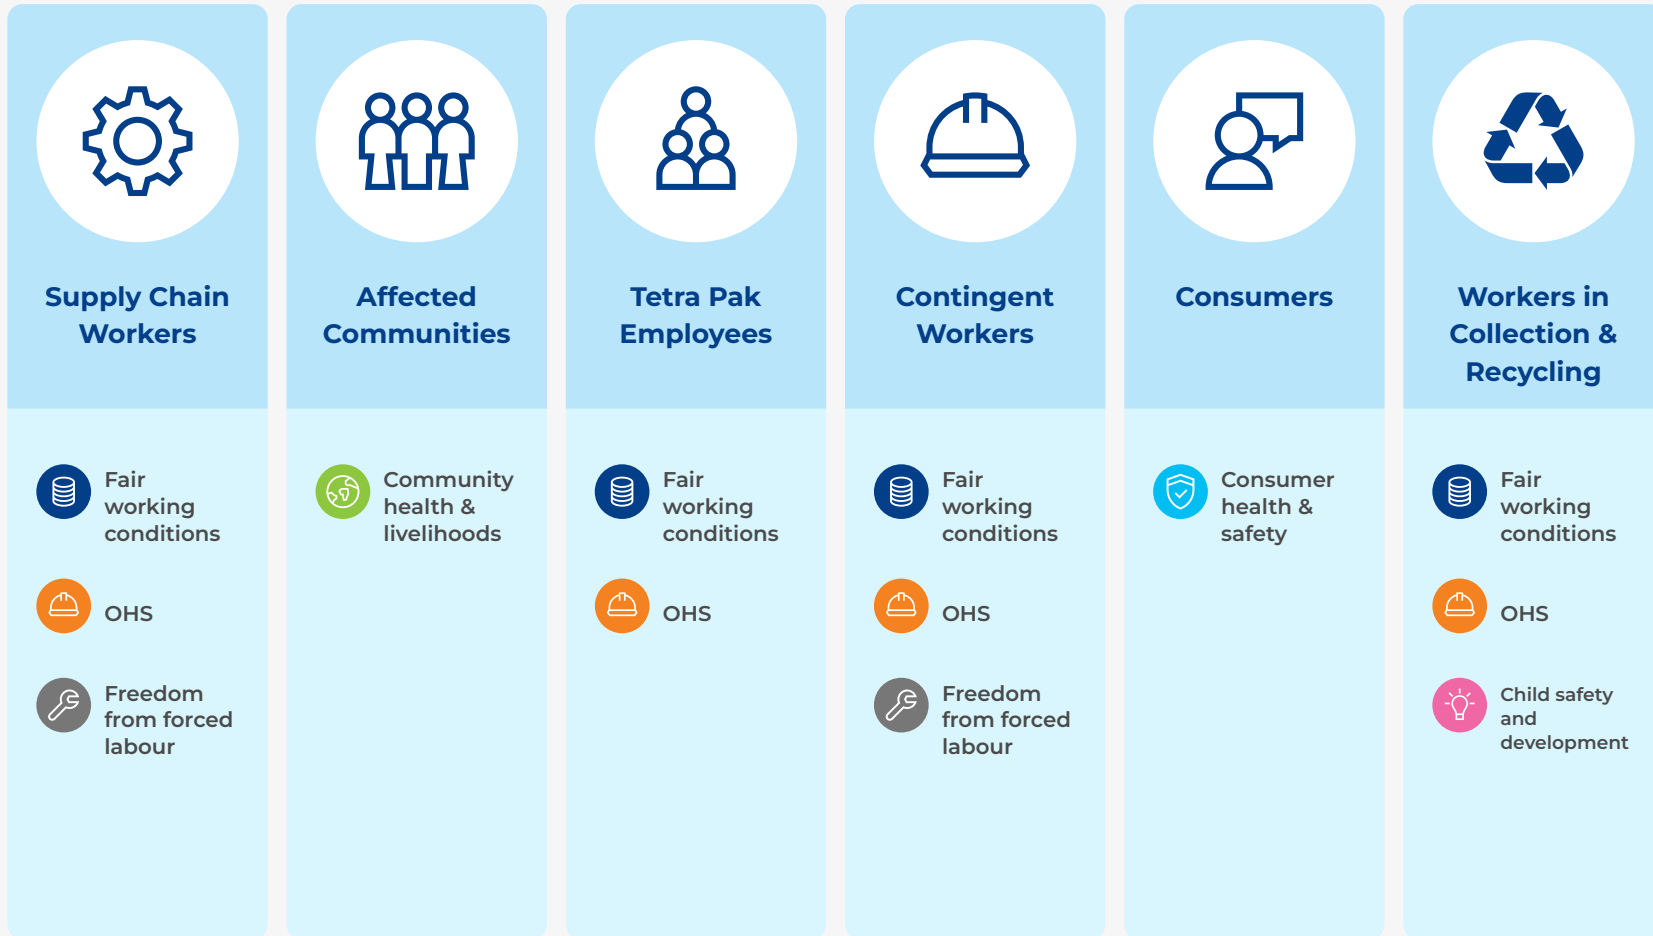 Supply Chain
Workers
Fair
working
conditions
OHS
Freedom
from forced
labour
Affected
Communities
Community
health &
livelihoods
Tetra Pak
Employees
Fair
working
conditions
OHS
Contingent
Workers
Fair
working
conditions
OHS
Freedom
from forced
labour
Consumers
Consumer
health &
safety
Workers in
Collection &
Recycling
Fair
working
conditions
OHS
Child safety
and
development